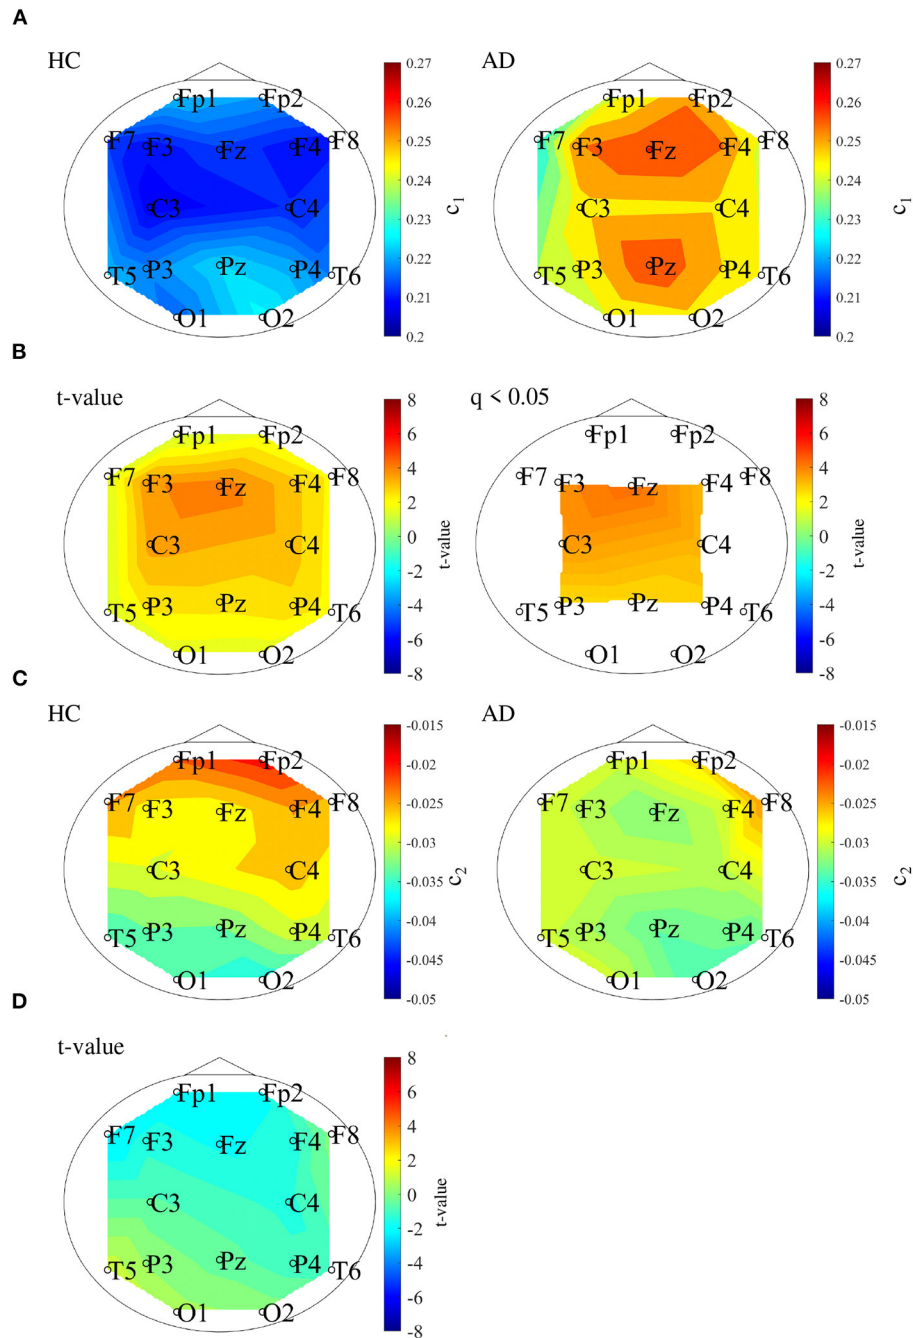 A
HC
Fp1 Fp2
F7 F3 Fz F4 F8
C3 C4
T5 P3 Pz P4 T6
O1 O2
0.27
0.26
0.25
0.24
0.23
0.22
0.21
0.2
c1
AD
Fp1 Fp2
F7 F3 Fz F4 F8
C3 C4
T5 P3 Pz P4 T6
O1 O2
0.27
0.26
0.25
0.24
0.23
0.22
0.21
0.2
c1
B
t-value
Fp1 Fp2
F7 F3 Fz F4 F8
C3 C4
T5 P3 Pz P4 T6
O1 O2
8
6
4
2
0
-2
-4
-6
-8
t-value
q < 0.05
Fp1 Fp2
F7 F3 Fz F4 F8
C3 C4
T5 P3 Pz P4 T6
O1 O2
8
6
4
2
0
-2
-4
-6
-8
t-value
C
HC
Fp1 Fp2
F7 F3 Fz F4 F8
C3 C4
T5 P3 Pz P4 T6
O1 O2
-0.015
-0.02
-0.025
-0.03
-0.035
-0.04
-0.045
-0.05
c2
AD
Fp1 Fp2
F7 F3 Fz F4 F8
C3 C4
T5 P3 Pz P4 T6
O1 O2
-0.015
-0.02
-0.025
-0.03
-0.035
-0.04
-0.045
-0.05
c2
D
t-value
Fp1 Fp2
F7 F3 Fz F4 F8
C3 C4
T5 P3 Pz P4 T6
O1 O2
8
6
4
2
0
-2
-4
-6
-8
t-value